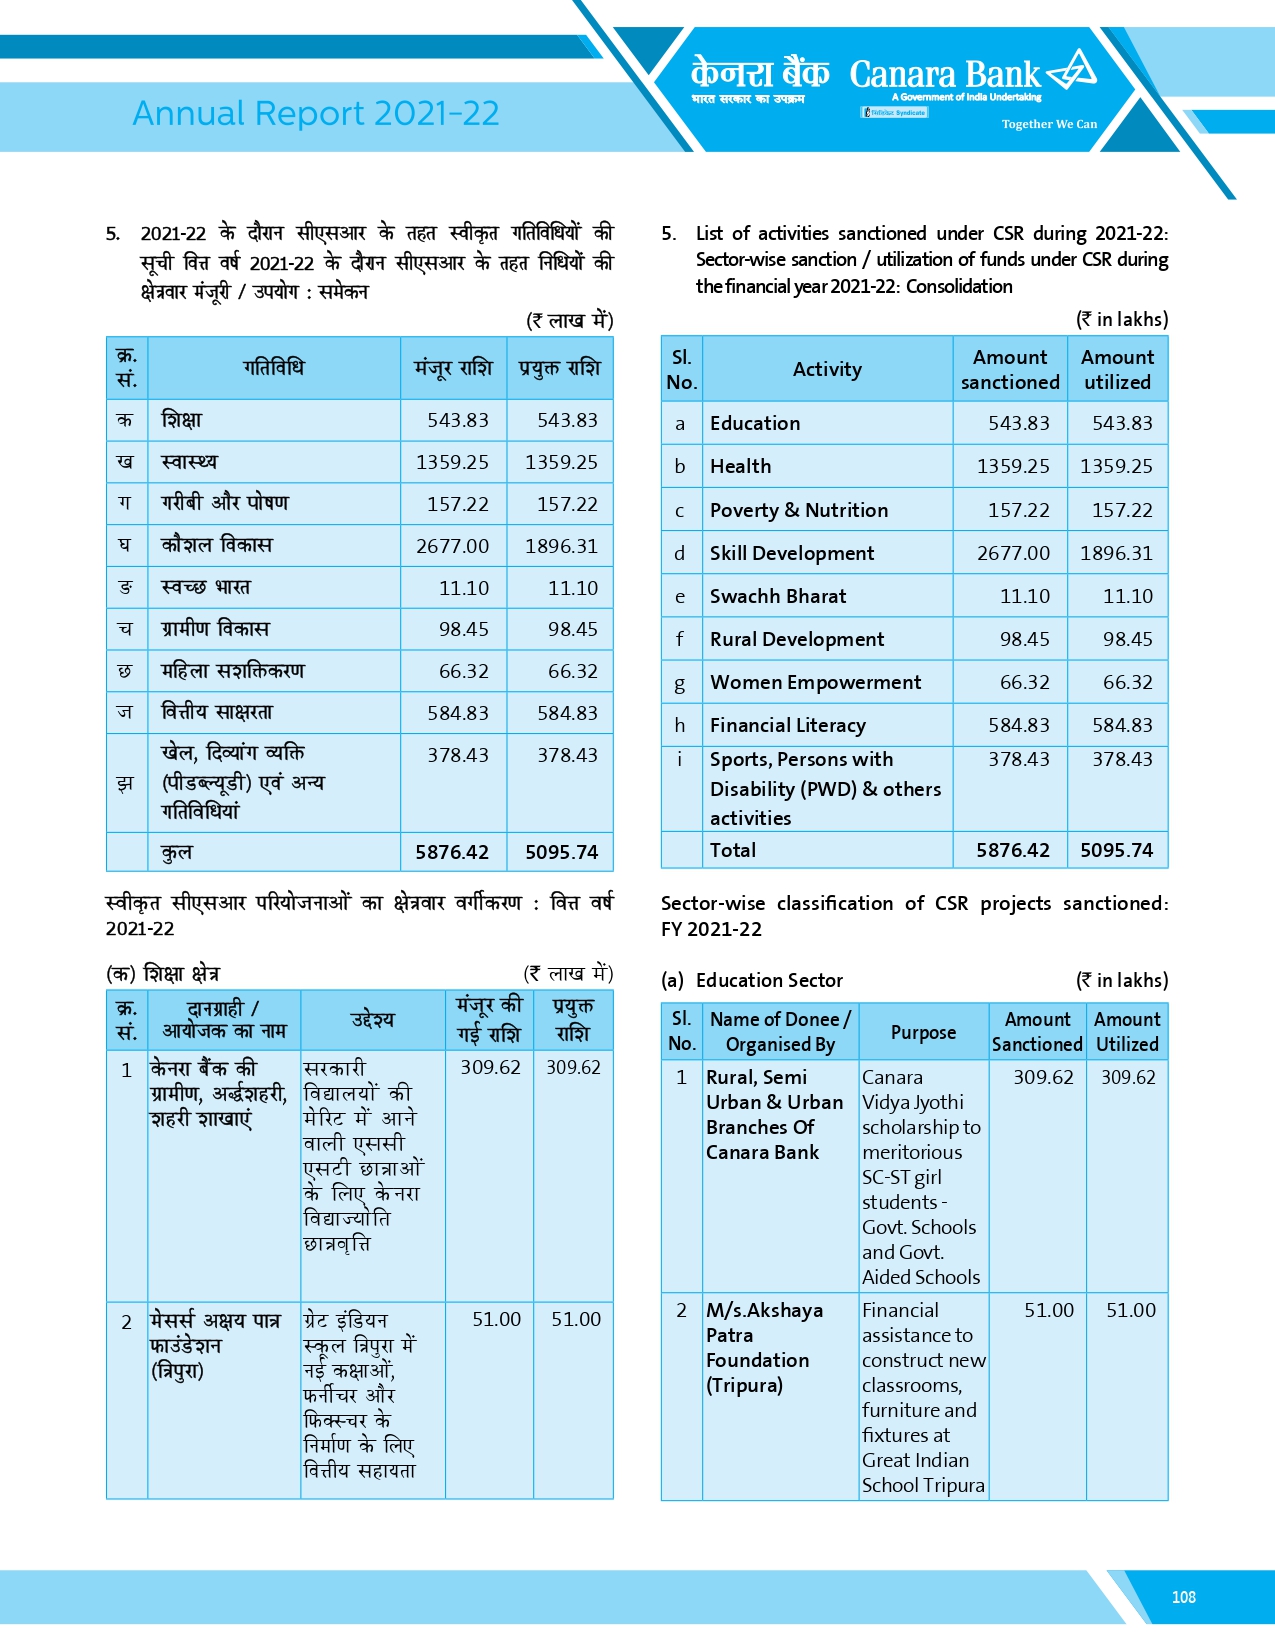 Annual Report 2021-22
केनरा बैंक Canara Bank
भारत सरकार का उपक्रम A Government of India Undertaking
Syndicate
Together We Can
5. 2021-22 के दौरान सीएसआर के तहत स्वीकृत गतिविधियों की
सूची वित्त वर्ष 2021-22 के दौरान सीएसआर के तहत निधियों की
क्षेत्रवार मंजूरी / उपयोग : समेकन
(₹ लाख में)
क्र. सं. गतिविधि मंजूर राशि प्रयुक्त राशि
क शिक्षा 543.83 543.83
ख स्वास्थ्य 1359.25 1359.25
ग गरीबी और पोषण 157.22 157.22
घ कौशल विकास 2677.00 1896.31
ङ स्वच्छ भारत 11.10 11.10
च ग्रामीण विकास 98.45 98.45
छ महिला सशक्तिकरण 66.32 66.32
ज वित्तीय साक्षरता 584.83 584.83
झ खेल, दिव्यांग व्यक्ति 378.43 378.43
(पीडब्ल्यूडी) एवं अन्य
गतिविधियां
कुल 5876.42 5095.74
स्वीकृत सीएसआर परियोजनाओं का क्षेत्रवार वर्गीकरण : वित्त वर्ष
2021-22
(क) शिक्षा क्षेत्र (₹ लाख में)
क्र. दानग्राही / उद्देश्य मंजूर की प्रयुक्त
सं. आयोजक का नाम गई राशि राशि
1 केनरा बैंक की सरकारी 309.62 309.62
ग्रामीण, अर्द्धशहरी, विद्यालयों की
शहरी शाखाएं मेरिट में आने
वाली एससी
एसटी छात्राओं
के लिए केनरा
विद्याज्योति
छात्रवृत्ति
2 मेसर्स अक्षय पात्र ग्रेट इंडियन 51.00 51.00
फाउंडेशन स्कूल त्रिपुरा में
(त्रिपुरा) नई कक्षाओं,
फर्नीचर और
फिक्स्चर के
निर्माण के लिए
वित्तीय सहायता
5. List of activities sanctioned under CSR during 2021-22:
Sector-wise sanction / utilization of funds under CSR during
the financial year 2021-22: Consolidation
(₹ in lakhs)
Sl. Activity Amount Amount
No. sanctioned utilized
a Education 543.83 543.83
b Health 1359.25 1359.25
c Poverty & Nutrition 157.22 157.22
d Skill Development 2677.00 1896.31
e Swachh Bharat 11.10 11.10
f Rural Development 98.45 98.45
g Women Empowerment 66.32 66.32
h Financial Literacy 584.83 584.83
i Sports, Persons with 378.43 378.43
Disability (PWD) & others
activities
Total 5876.42 5095.74
Sector-wise classification of CSR projects sanctioned:
FY 2021-22
(a) Education Sector (₹ in lakhs)
Sl. Name of Donee / Purpose Amount Amount
No. Organised By Sanctioned Utilized
1 Rural, Semi Canara 309.62 309.62
Urban & Urban Vidya Jyothi
Branches Of scholarship to
Canara Bank meritorious
SC-ST girl
students -
Govt. Schools
and Govt.
Aided Schools
2 M/s.Akshaya Financial 51.00 51.00
Patra assistance to
Foundation construct new
(Tripura) classrooms,
furniture and
fixtures at
Great Indian
School Tripura
108